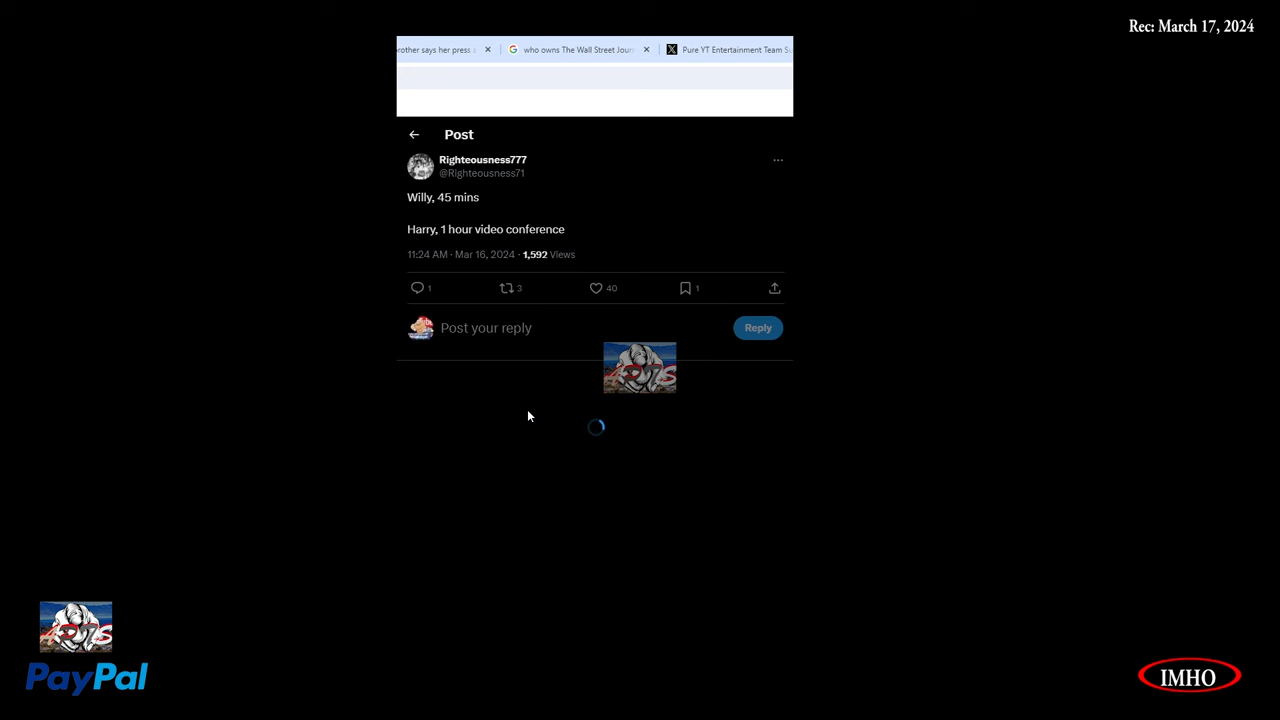 Rec: March 17, 2024
brother says her press
who owns The Wall Street Jour
Pure YT Entertainment Team S
Post
Righteousness777
@Righteousness71
Willy, 45 mins
Harry, 1 hour video conference
11:24 AM · Mar 16, 2024 · 1,592 Views
1 3 40 1
Post your reply
Reply
PayPal
IMHO